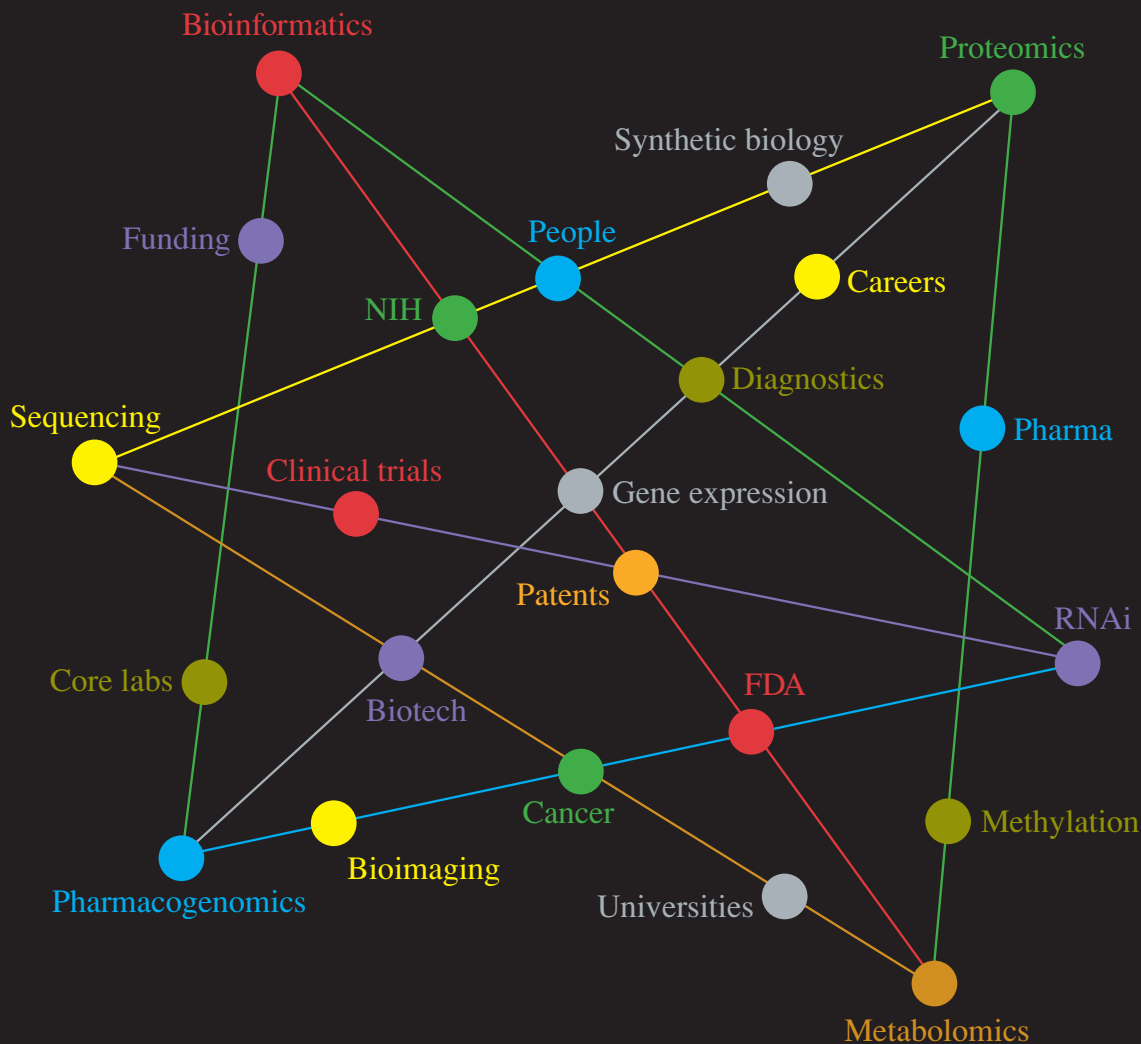 Bioinformatics
Proteomics
Synthetic biology
People
Funding
Careers
NIH
Diagnostics
Sequencing
Pharma
Clinical trials
Gene expression
Patents
RNAi
Core labs
FDA
Biotech
Cancer
Methylation
Bioimaging
Pharmacogenomics
Universities
Metabolomics